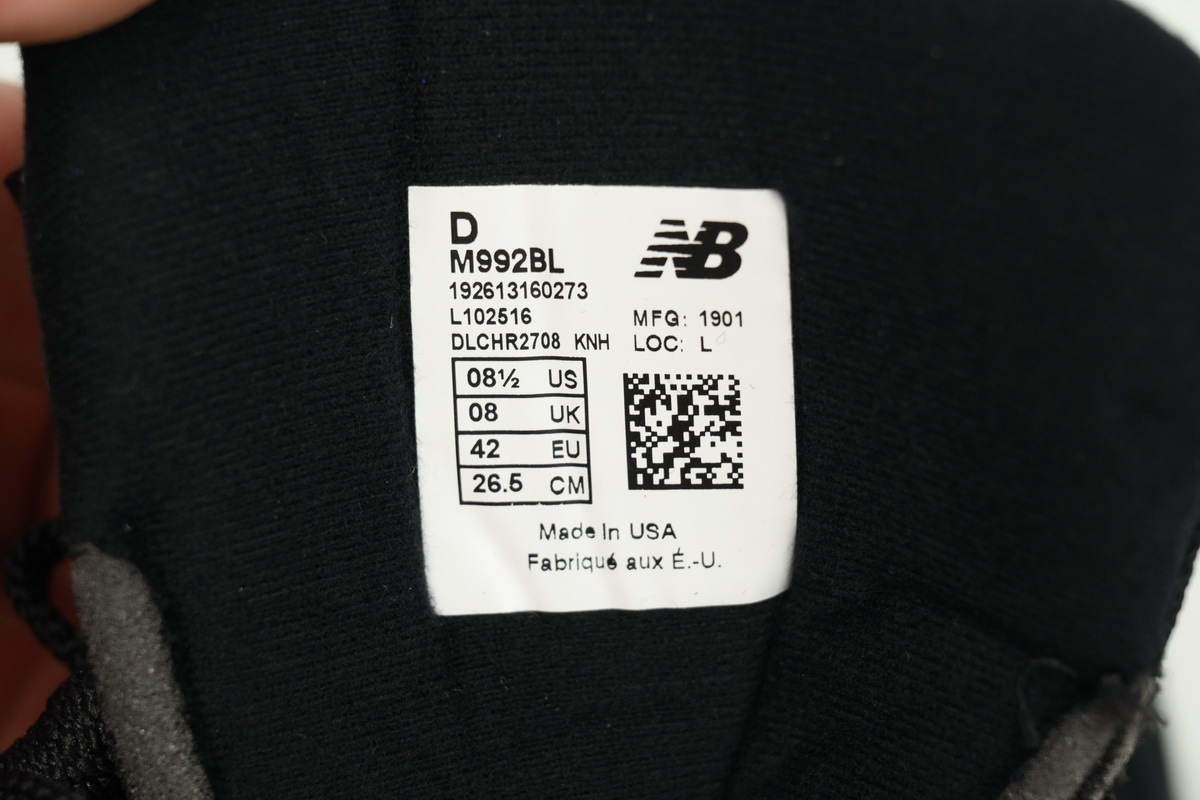 D
NB
M992BL
192613160273
L102516
MFG: 1901
DLCHR2708 KNH
LOC: L
08½ US
08 UK
42 EU
26.5 CM
Made In USA
Fabriqué aux É.-U.